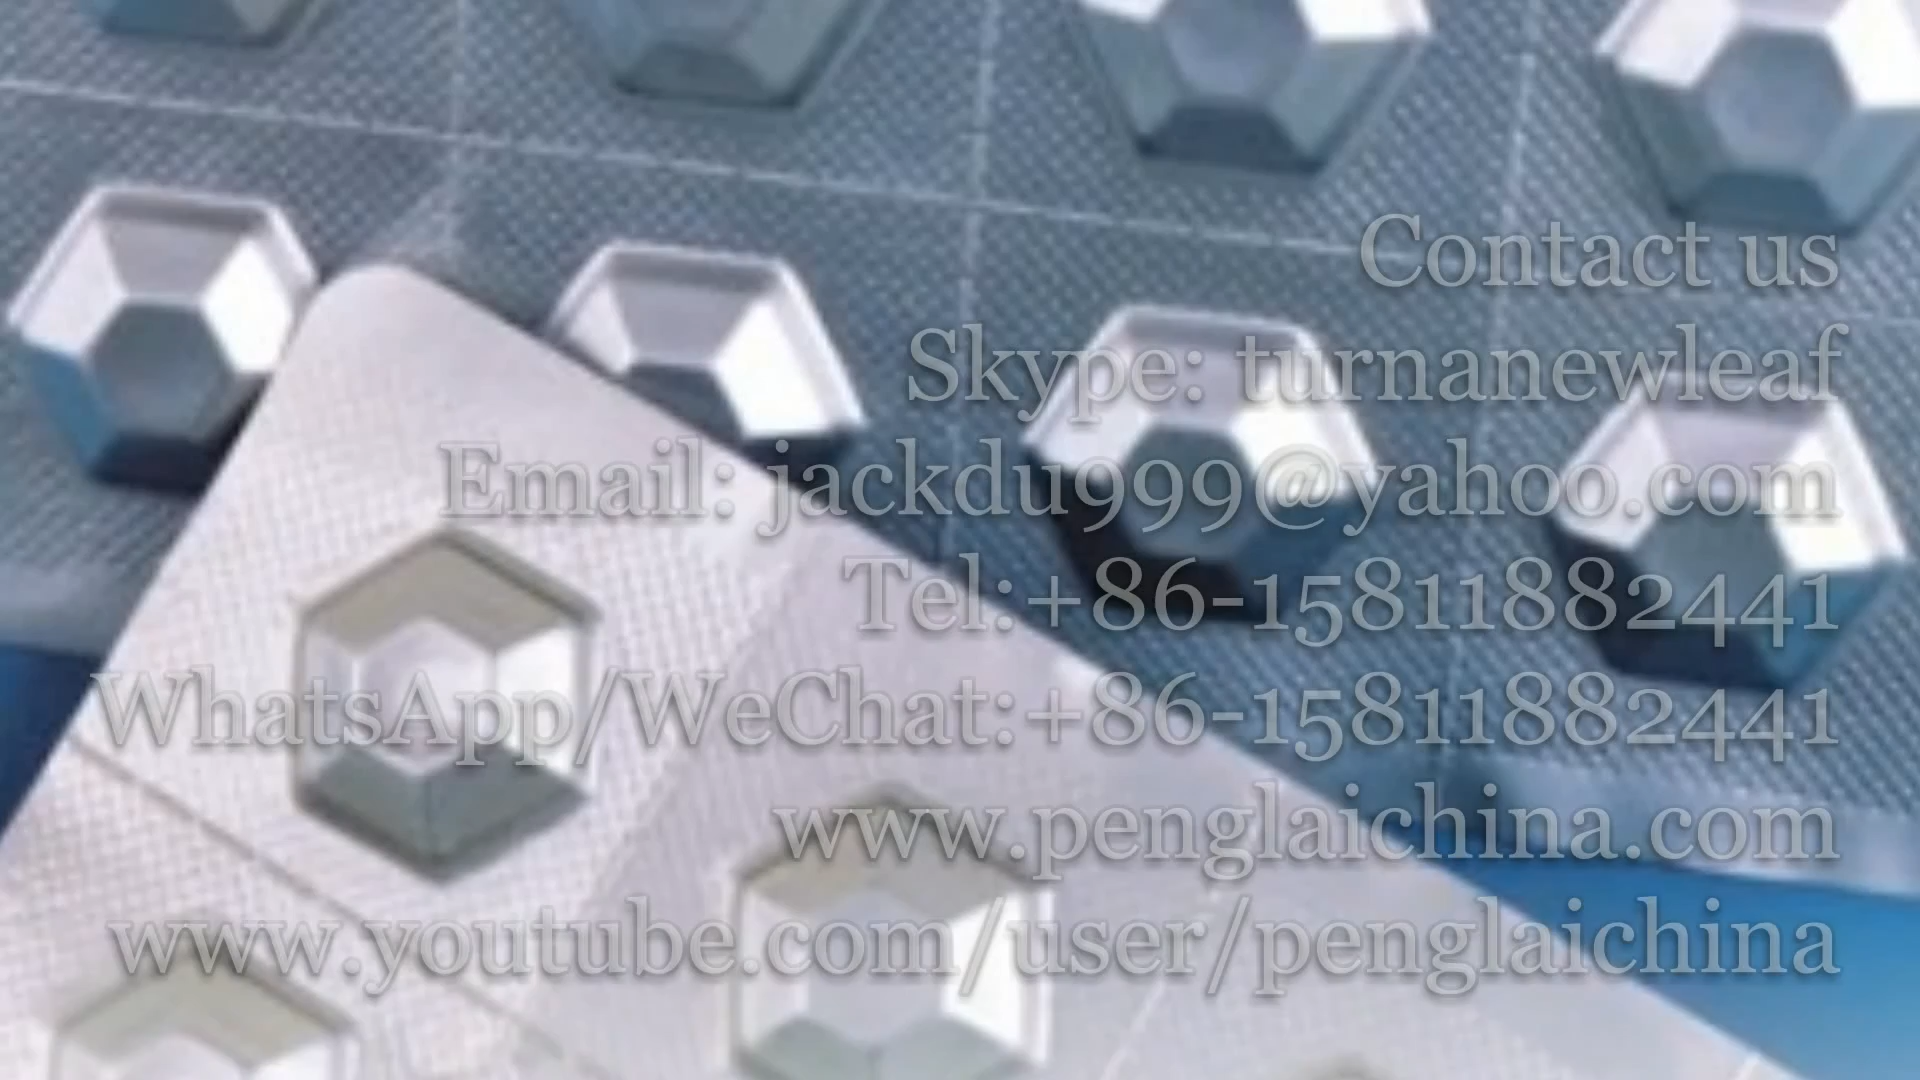 Contact us
Skype: turnanewleaf
Email: jackdu999@yahoo.com
Tel:+86-15811882441
WhatsApp/WeChat:+86-15811882441
www.penglaichina.com
www.youtube.com/user/penglaichina